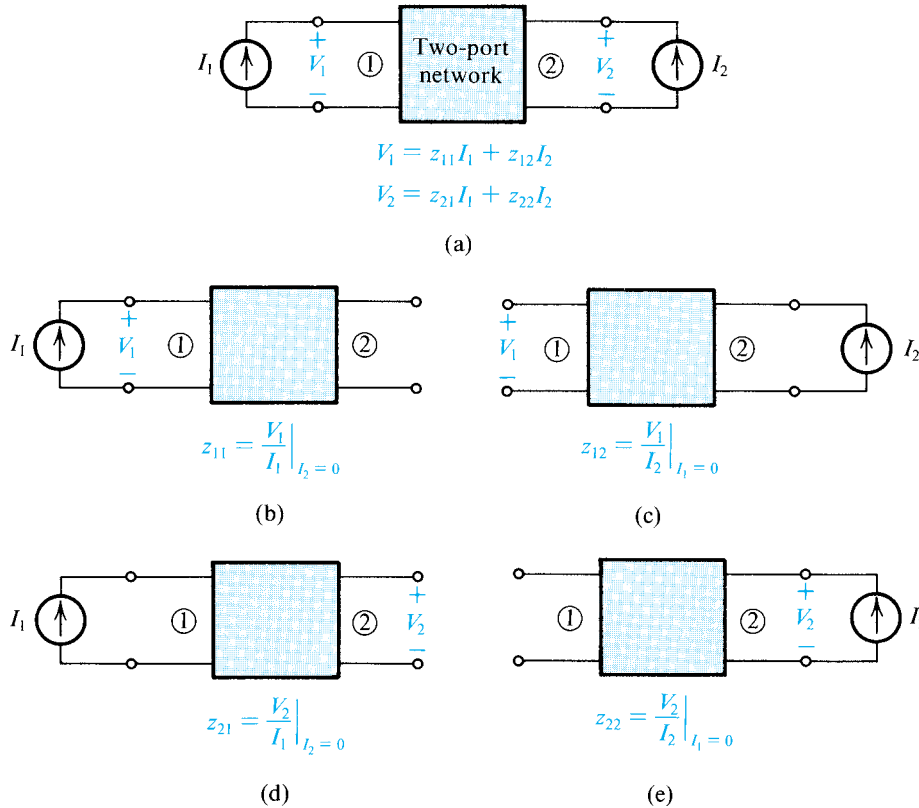 I₁
+
V₁
−
①
Two-port
network
②
+
V₂
−
I₂
V₁ = z₁₁I₁ + z₁₂I₂
V₂ = z₂₁I₁ + z₂₂I₂
(a)
I₁
+
V₁
−
①
②
z₁₁ = V₁/I₁ |_{I₂ = 0}
(b)
+
V₁
−
①
②
I₂
z₁₂ = V₁/I₂ |_{I₁ = 0}
(c)
I₁
①
②
+
V₂
−
z₂₁ = V₂/I₁ |_{I₂ = 0}
(d)
①
②
+
V₂
−
I
z₂₂ = V₂/I₂ |_{I₁ = 0}
(e)